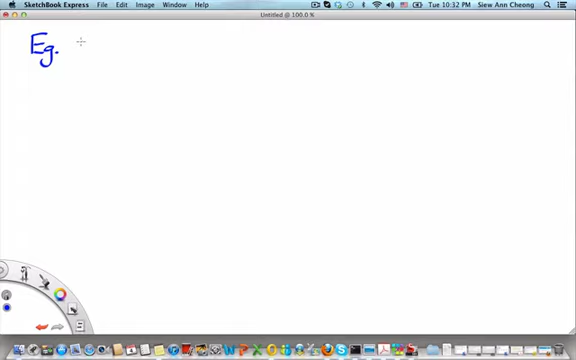 SketchBook Express File Edit Image Window Help Tue 10:32 PM Siew Ann Cheong
Untitled @ 100.0 %
Eg.